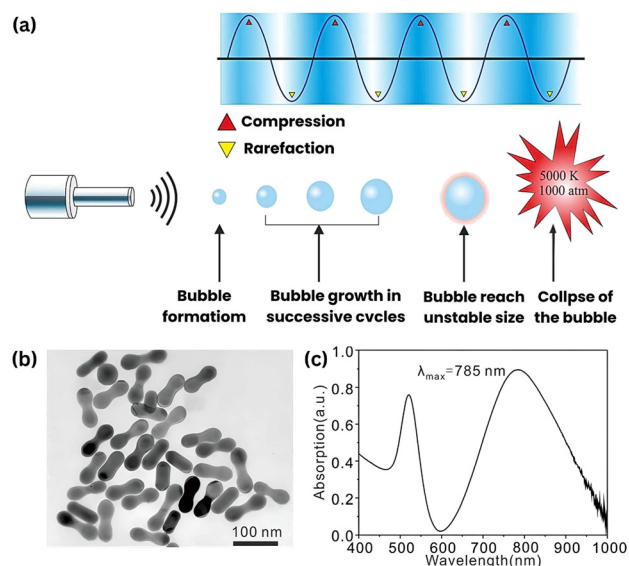 (a)
Compression
Rarefaction
5000 K
1000 atm
Bubble
formatiom
Bubble growth in
successive cvcles
Bubble reach
unstable size
Collpse of
the bubble
(b)
100 nm
(c)
λmax=785 nm
Absorption(a.u.)
1.0
0.8
0.6
0.4
0.2
0.0
400 500 600 700 800 900 1000
Wavelength(nm)